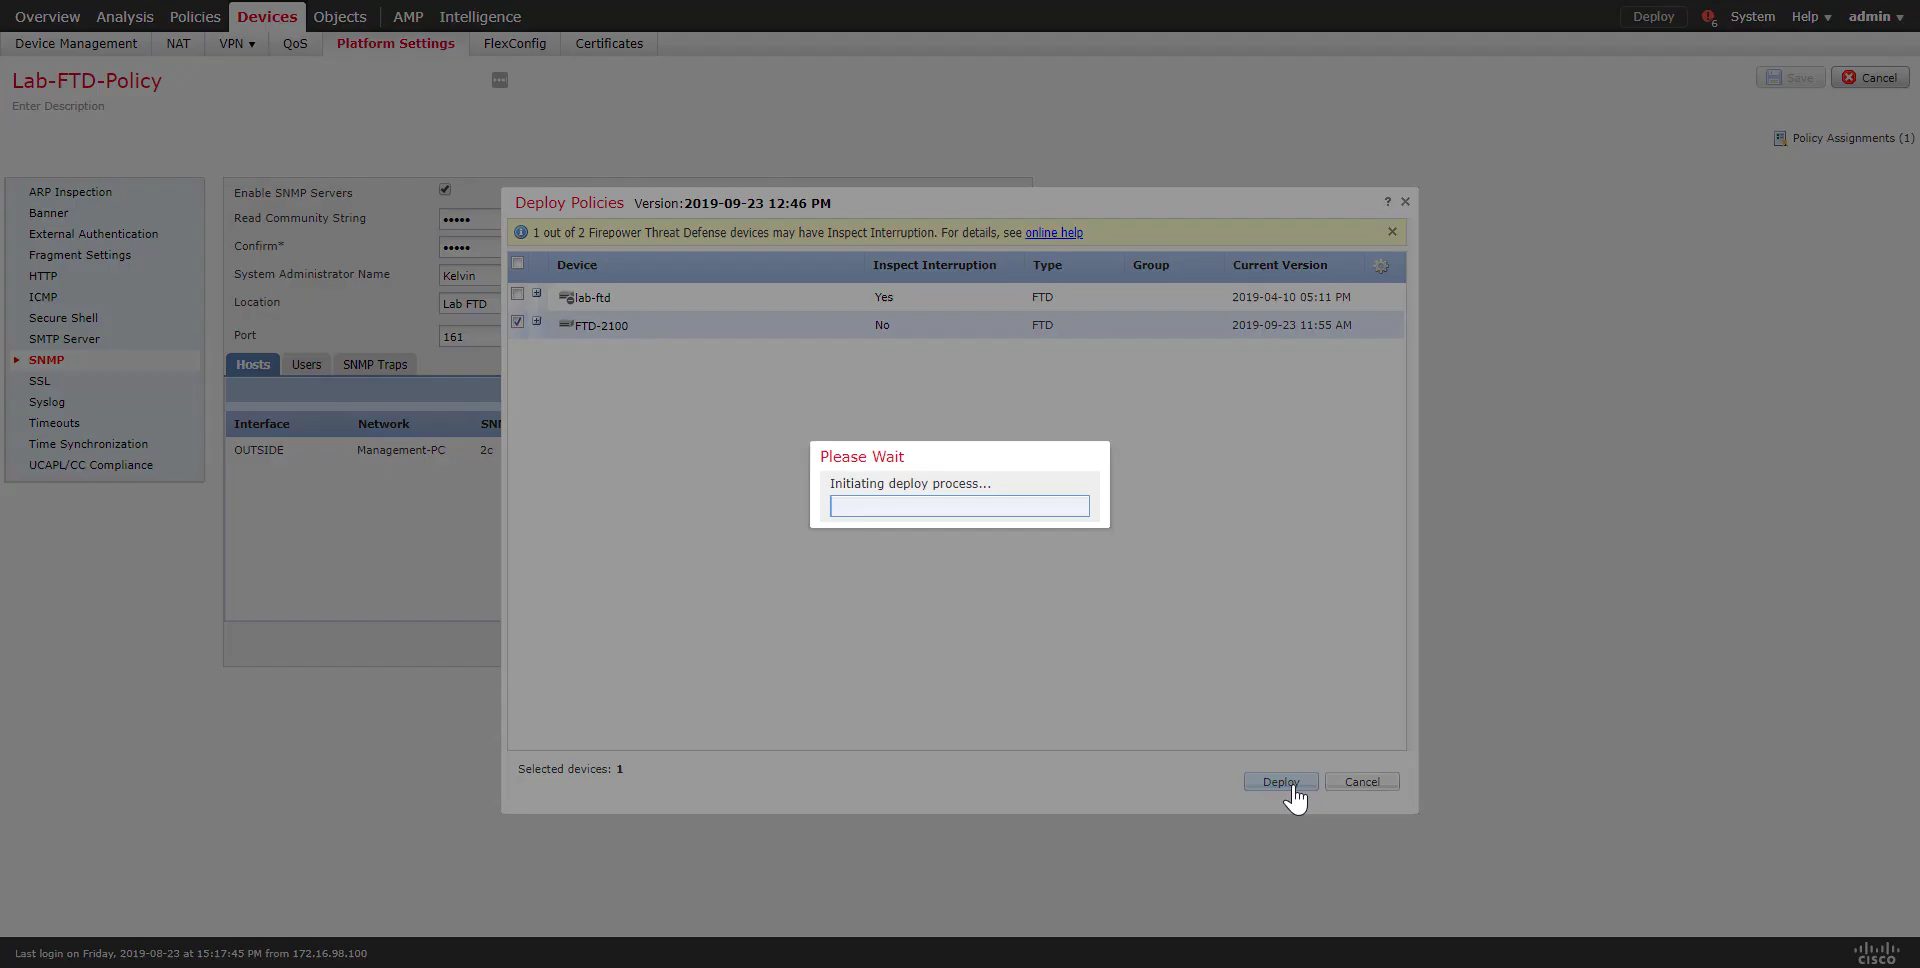 Overview Analysis Policies Devices Objects AMP Intelligence Deploy 6 System Help ▼ admin ▼
Device Management NAT VPN ▼ QoS Platform Settings FlexConfig Certificates
Lab-FTD-Policy Save Cancel
Enter Description
Policy Assignments (1)
ARP Inspection
Banner
External Authentication
Fragment Settings
HTTP
ICMP
Secure Shell
SMTP Server
SNMP
SSL
Syslog
Timeouts
Time Synchronization
UCAPL/CC Compliance
Enable SNMP Servers
Read Community String •••••
Confirm* •••••
System Administrator Name Kelvin
Location Lab FTD
Port 161
Hosts Users SNMP Traps
Interface Network SN
OUTSIDE Management-PC 2c
Deploy Policies Version:2019-09-23 12:46 PM ?
1 out of 2 Firepower Threat Defense devices may have Inspect Interruption. For details, see online help
Device Inspect Interruption Type Group Current Version
lab-ftd Yes FTD 2019-04-10 05:11 PM
FTD-2100 No FTD 2019-09-23 11:55 AM
Please Wait
Initiating deploy process...
Selected devices: 1
Deploy Cancel
Last login on Friday, 2019-08-23 at 15:17:45 PM from 172.16.98.100
CISCO